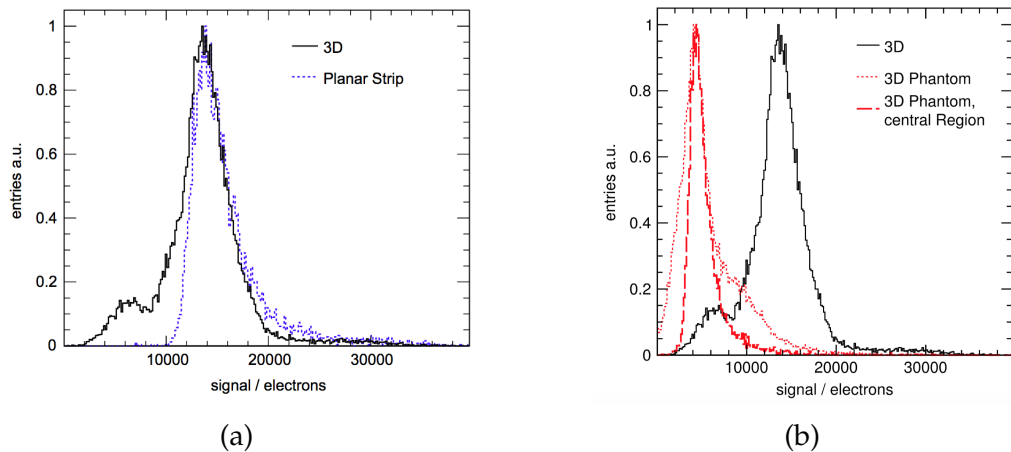 1
0.8
0.6
0.4
0.2
0
entries a.u.
10000 20000 30000
signal / electrons
3D
Planar Strip
(a)
1
0.8
0.6
0.4
0.2
0
entries a.u.
10000 20000 30000
signal / electrons
3D
3D Phantom
3D Phantom,
central Region
(b)